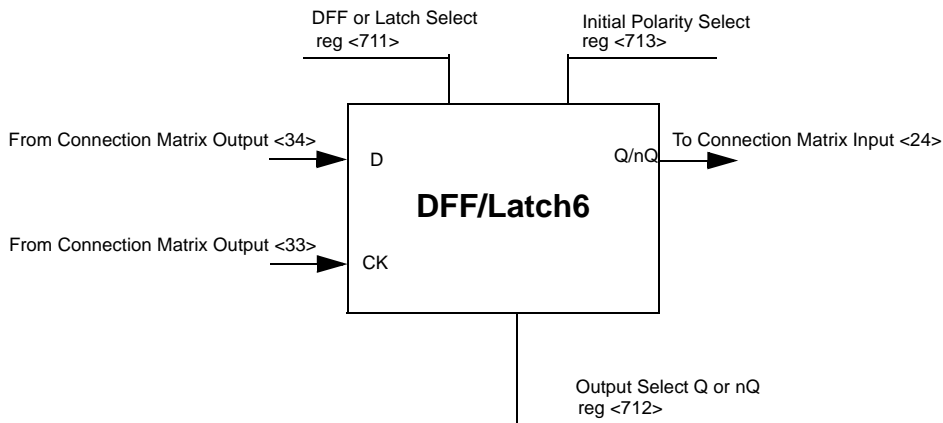 DFF or Latch Select
reg <711>
Initial Polarity Select
reg <713>
From Connection Matrix Output <34>
D
Q/nQ
To Connection Matrix Input <24>
DFF/Latch6
From Connection Matrix Output <33>
CK
Output Select Q or nQ
reg <712>